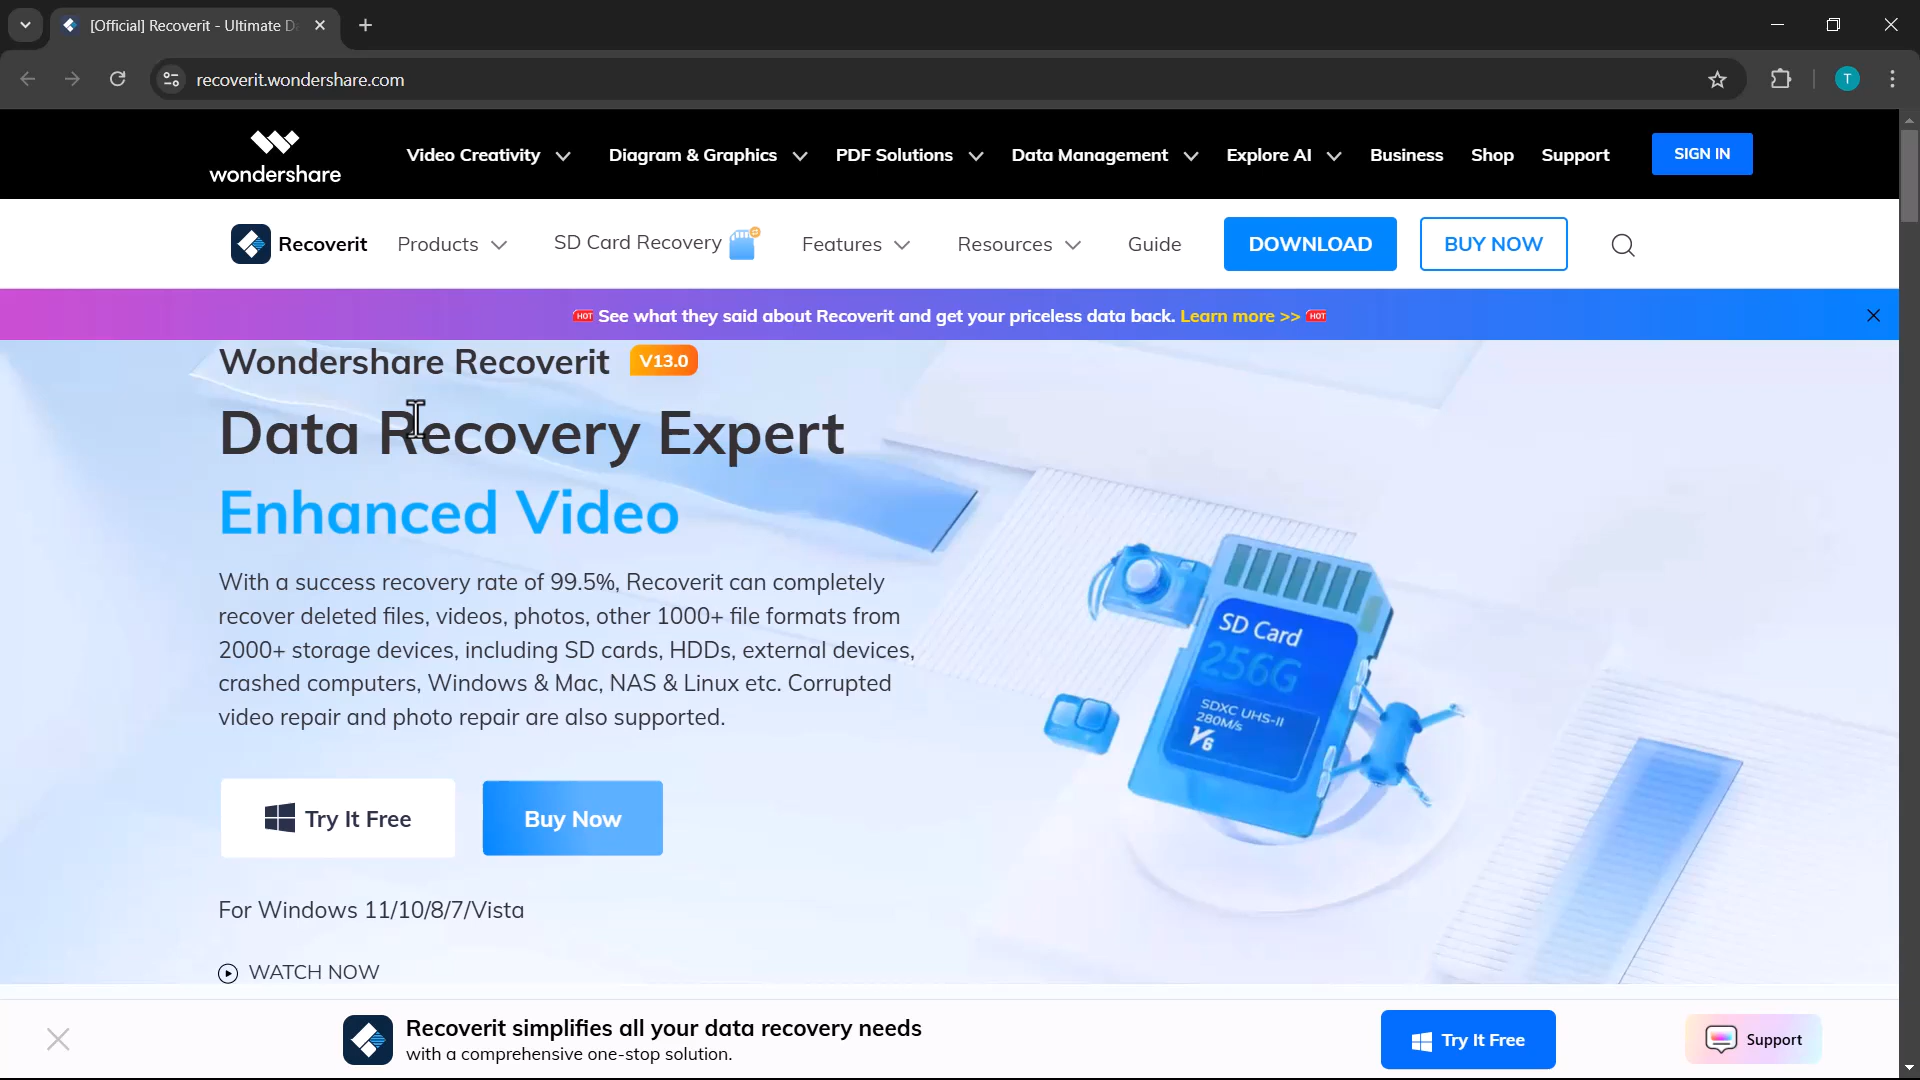 [Official] Recoverit - Ultimate D
recoverit.wondershare.com
T
wondershare
Video Creativity
Diagram & Graphics
PDF Solutions
Data Management
Explore AI
Business
Shop
Support
SIGN IN
Recoverit
Products
SD Card Recovery
Features
Resources
Guide
DOWNLOAD
BUY NOW
HOT See what they said about Recoverit and get your priceless data back. Learn more >> HOT
Wondershare Recoverit V13.0
Data Recovery Expert
Enhanced Video
With a success recovery rate of 99.5%, Recoverit can completely
recover deleted files, videos, photos, other 1000+ file formats from
2000+ storage devices, including SD cards, HDDs, external devices,
crashed computers, Windows & Mac, NAS & Linux etc. Corrupted
video repair and photo repair are also supported.
SD Card
256G
SDXC UHS-II
280M/s
V6
Try It Free
Buy Now
For Windows 11/10/8/7/Vista
WATCH NOW
Recoverit simplifies all your data recovery needs
with a comprehensive one-stop solution.
Try It Free
Support